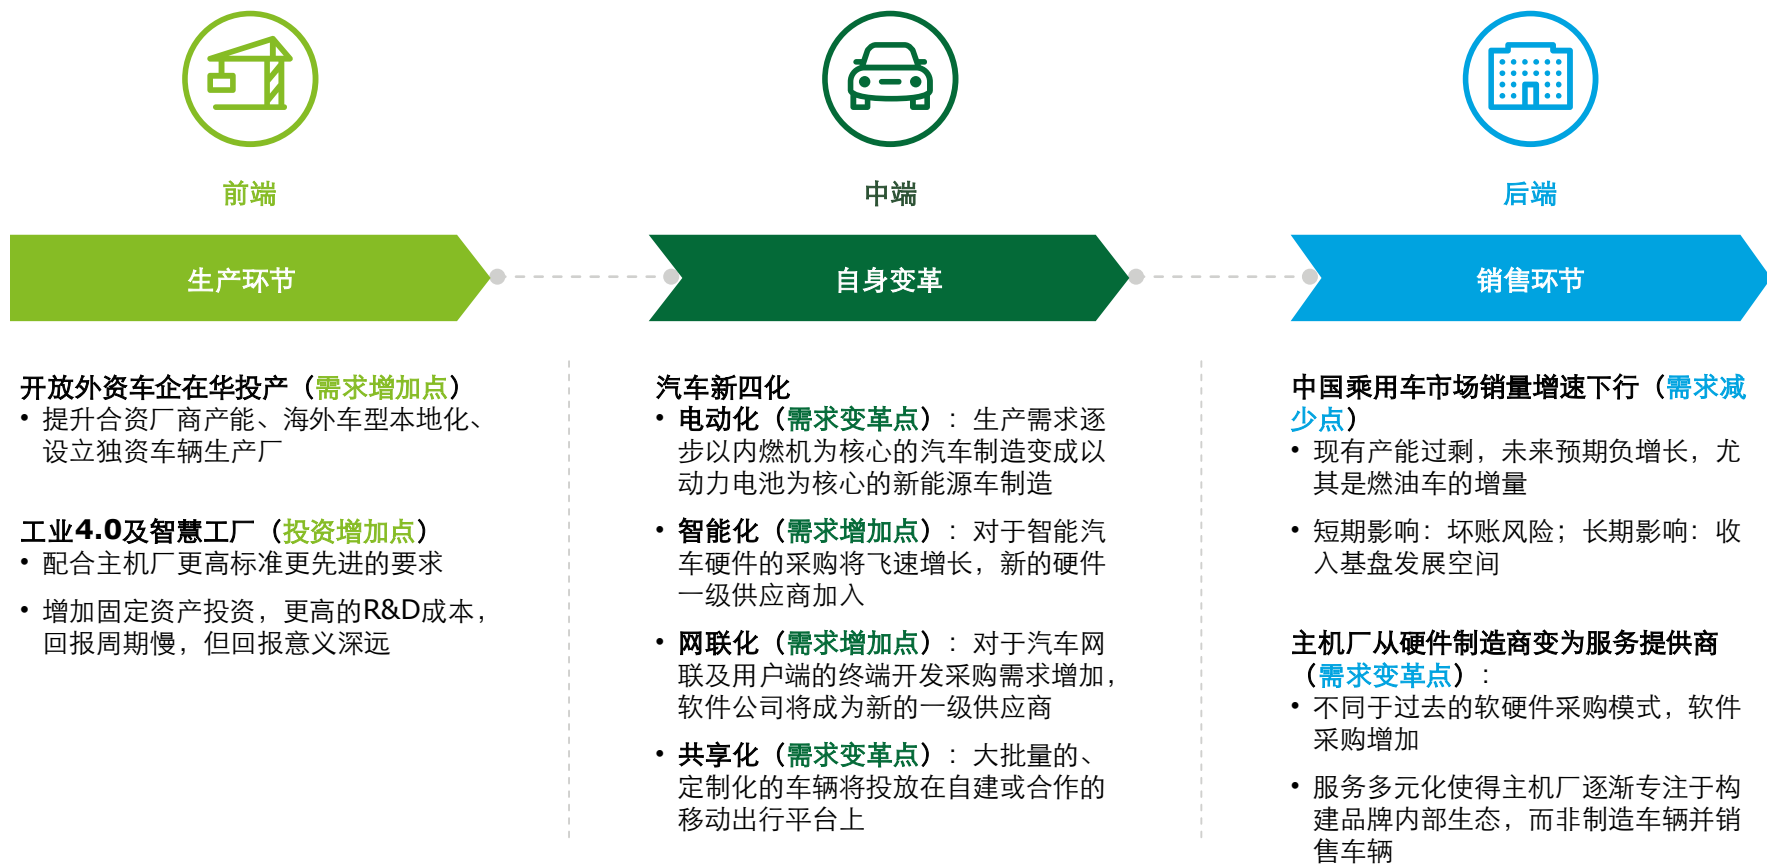 前端
生产环节
开放外资车企在华投产（需求增加点）
• 提升合资厂商产能、海外车型本地化、
设立独资车辆生产厂
工业4.0及智慧工厂（投资增加点）
• 配合主机厂更高标准更先进的要求
• 增加固定资产投资，更高的R&D成本，
回报周期慢，但回报意义深远
中端
自身变革
汽车新四化
• 电动化（需求变革点）：生产需求逐
步以内燃机为核心的汽车制造变成以
动力电池为核心的新能源车制造
• 智能化（需求增加点）：对于智能汽
车硬件的采购将飞速增长，新的硬件
一级供应商加入
• 网联化（需求增加点）：对于汽车网
联及用户端的终端开发采购需求增加，
软件公司将成为新的一级供应商
• 共享化（需求变革点）：大批量的、
定制化的车辆将投放在自建或合作的
移动出行平台上
后端
销售环节
中国乘用车市场销量增速下行（需求减
少点）
• 现有产能过剩，未来预期负增长，尤
其是燃油车的增量
• 短期影响：坏账风险；长期影响：收
入基盘发展空间
主机厂从硬件制造商变为服务提供商
（需求变革点）：
• 不同于过去的软硬件采购模式，软件
采购增加
• 服务多元化使得主机厂逐渐专注于构
建品牌内部生态，而非制造车辆并销
售车辆